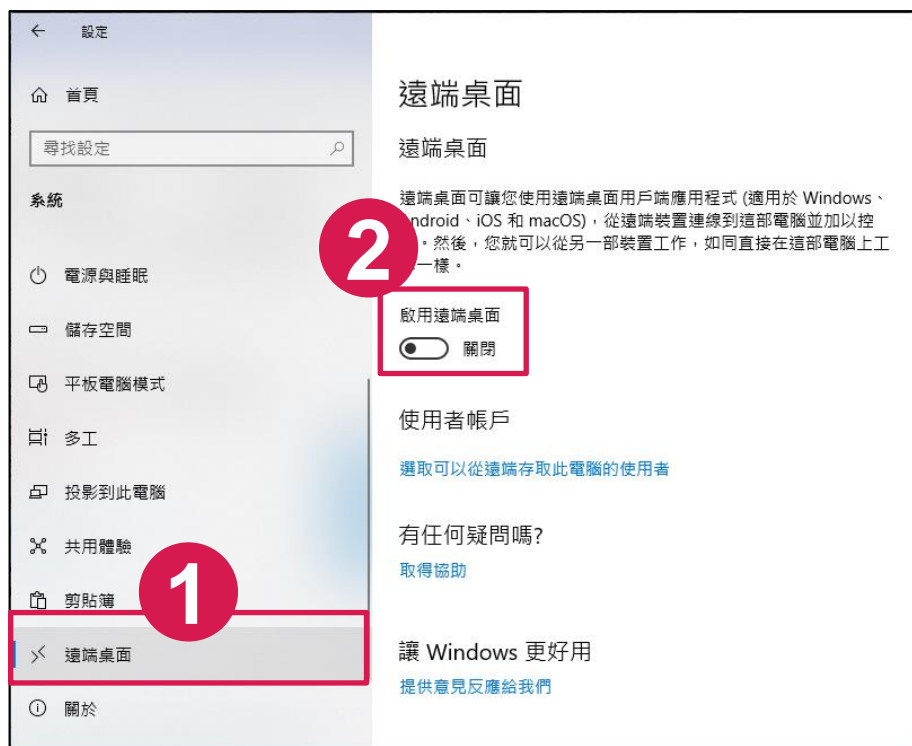 設定
首頁
尋找設定
系統
電源與睡眠
儲存空間
平板電腦模式
多工
投影到此電腦
共用體驗
1
剪貼簿
遠端桌面
關於
遠端桌面
遠端桌面
遠端桌面可讓您使用遠端桌面用戶端應用程式 (適用於 Windows、
ndroid、iOS 和 macOS)，從遠端裝置連線到這部電腦並加以控
。然後，您就可以從另一部裝置工作，如同直接在這部電腦上工
一樣。
2
啟用遠端桌面
關閉
使用者帳戶
選取可以從遠端存取此電腦的使用者
有任何疑問嗎?
取得協助
讓 Windows 更好用
提供意見反應給我們